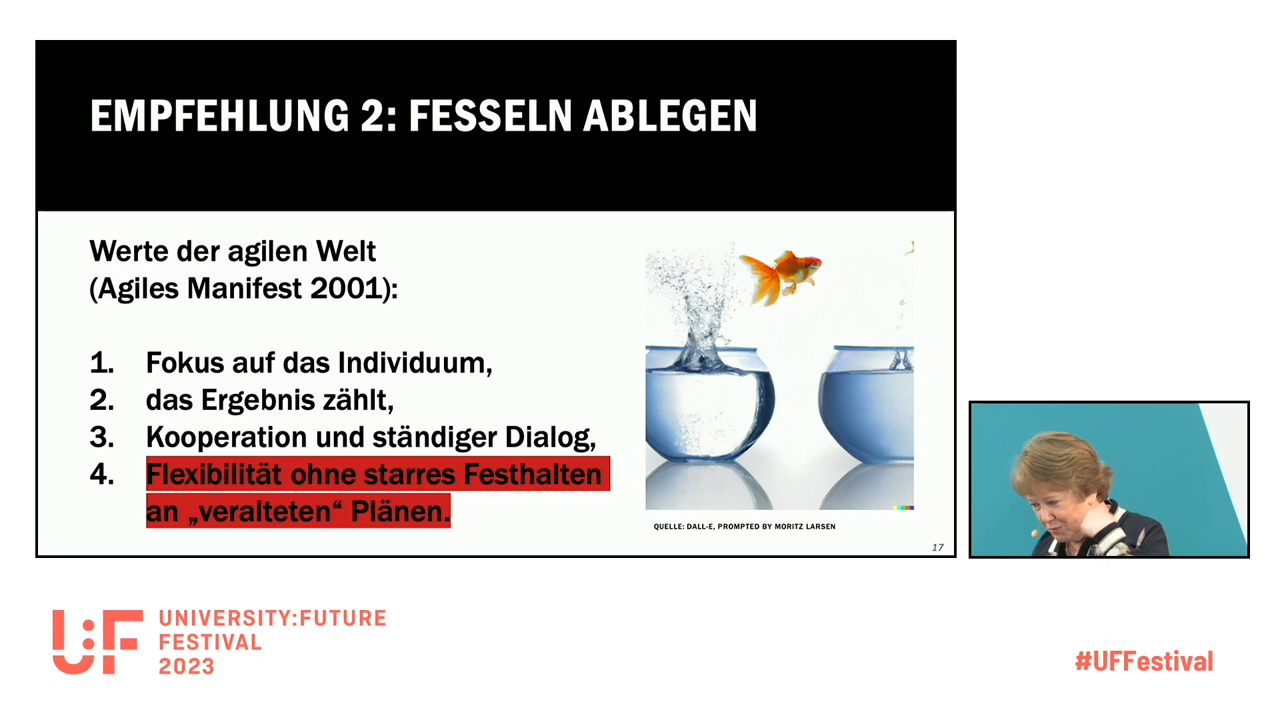 EMPFEHLUNG 2: FESSELN ABLEGEN
Werte der agilen Welt
(Agiles Manifest 2001):
1. Fokus auf das Individuum,
2. das Ergebnis zählt,
3. Kooperation und ständiger Dialog,
4. Flexibilität ohne starres Festhalten
an „veralteten“ Plänen.
QUELLE: DALL-E, PROMPTED BY MORITZ LARSEN
17
U:F UNIVERSITY:FUTURE
FESTIVAL
2023
#UFFestival